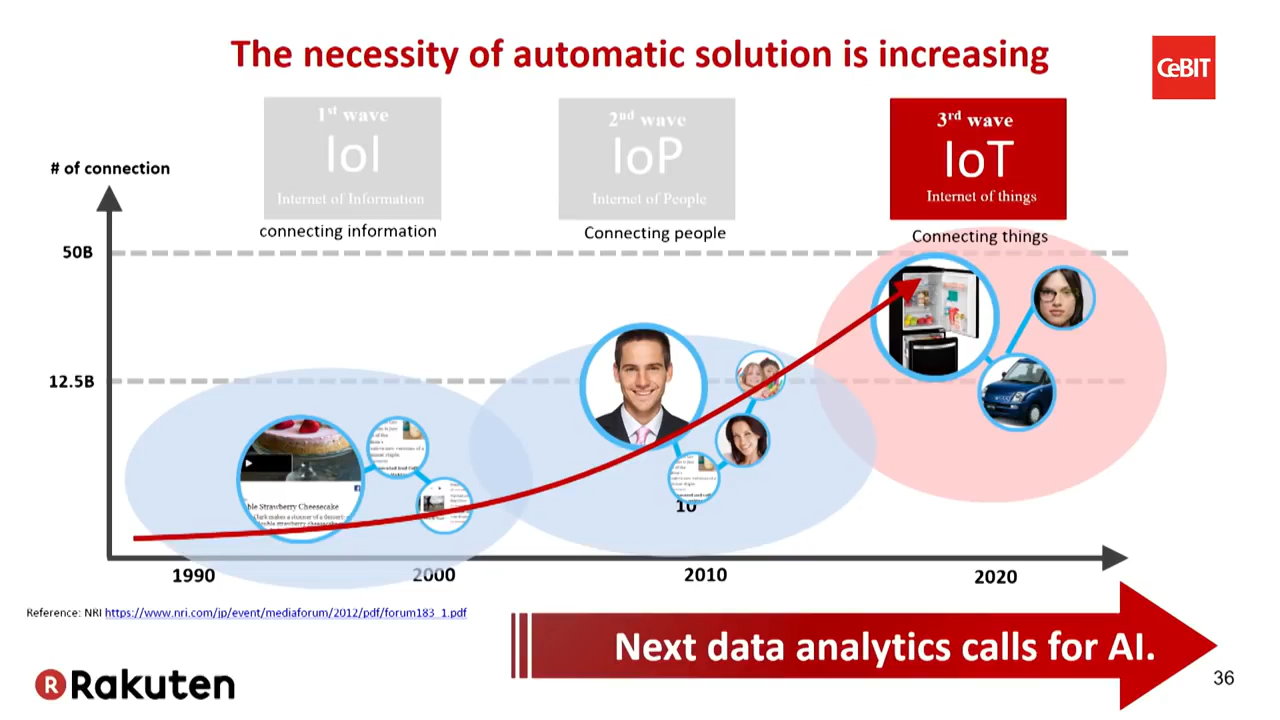 The necessity of automatic solution is increasing
CeBIT
1st wave
IoI
Internet of Information
connecting information
2nd wave
IoP
Internet of People
Connecting people
3rd wave
IoT
Internet of things
Connecting things
# of connection
50B
12.5B
ble Strawberry Cheesecake
10
1990
2000
2010
2020
Reference: NRI https://www.nri.com/jp/event/mediaforum/2012/pdf/forum183_1.pdf
Next data analytics calls for AI.
R Rakuten
36